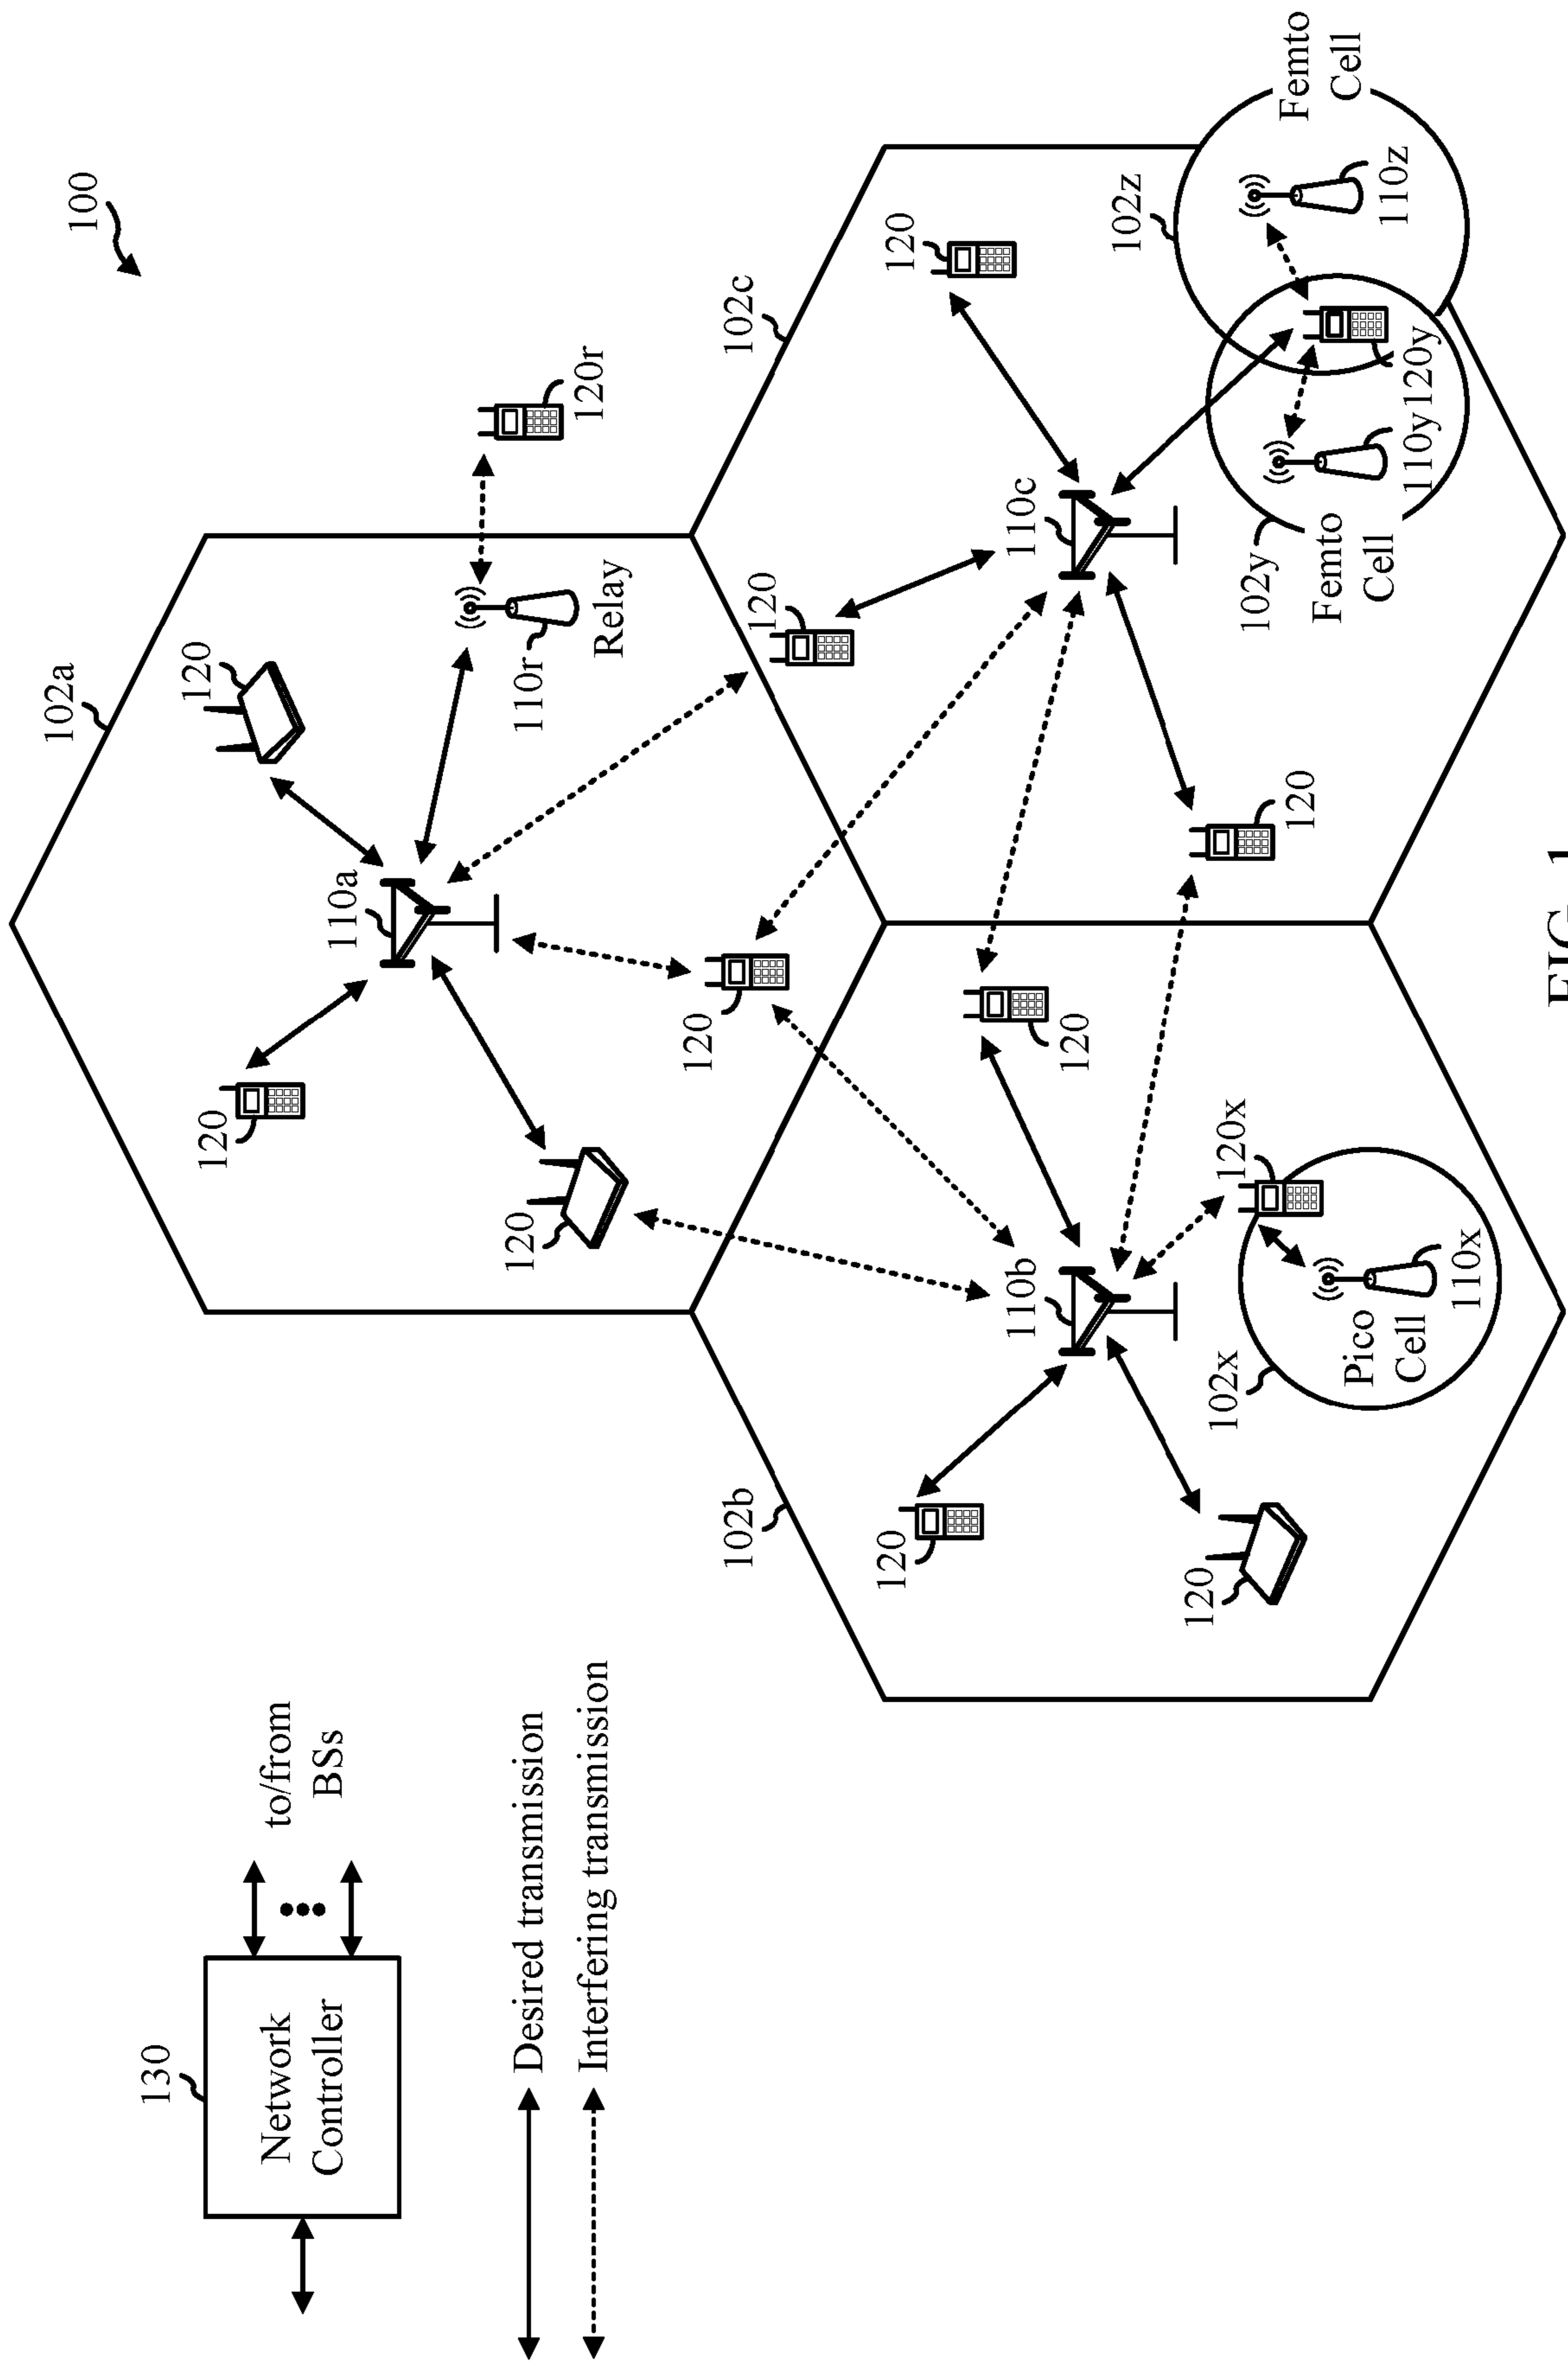 100
130
Network
Controller
to/from
BSs
Desired transmission
Interfering transmission
102a
120
120
110a
120
110r
Relay
120r
120
102b
102c
120
120
120
110b
110c
120
102z
120
102x
120x
102y
120
Femto
Cell
110z
Femto
Cell
110y
120y
Pico
Cell
110x
FIG. 1